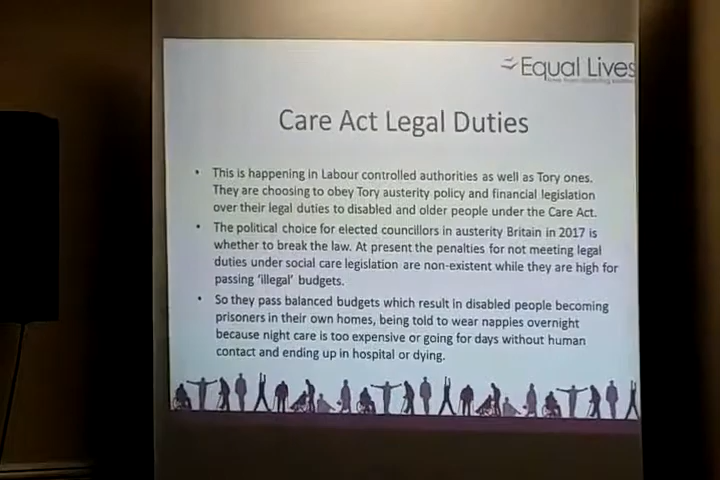 Equal Lives
Care Act Legal Duties
• This is happening in Labour controlled authorities as well as Tory ones.
They are choosing to obey Tory austerity policy and financial legislation
over their legal duties to disabled and older people under the Care Act.
• The political choice for elected councillors in austerity Britain in 2017 is
whether to break the law. At present the penalties for not meeting legal
duties under social care legislation are non-existent while they are high for
passing ‘illegal’ budgets.
• So they pass balanced budgets which result in disabled people becoming
prisoners in their own homes, being told to wear nappies overnight
because night care is too expensive or going for days without human
contact and ending up in hospital or dying.